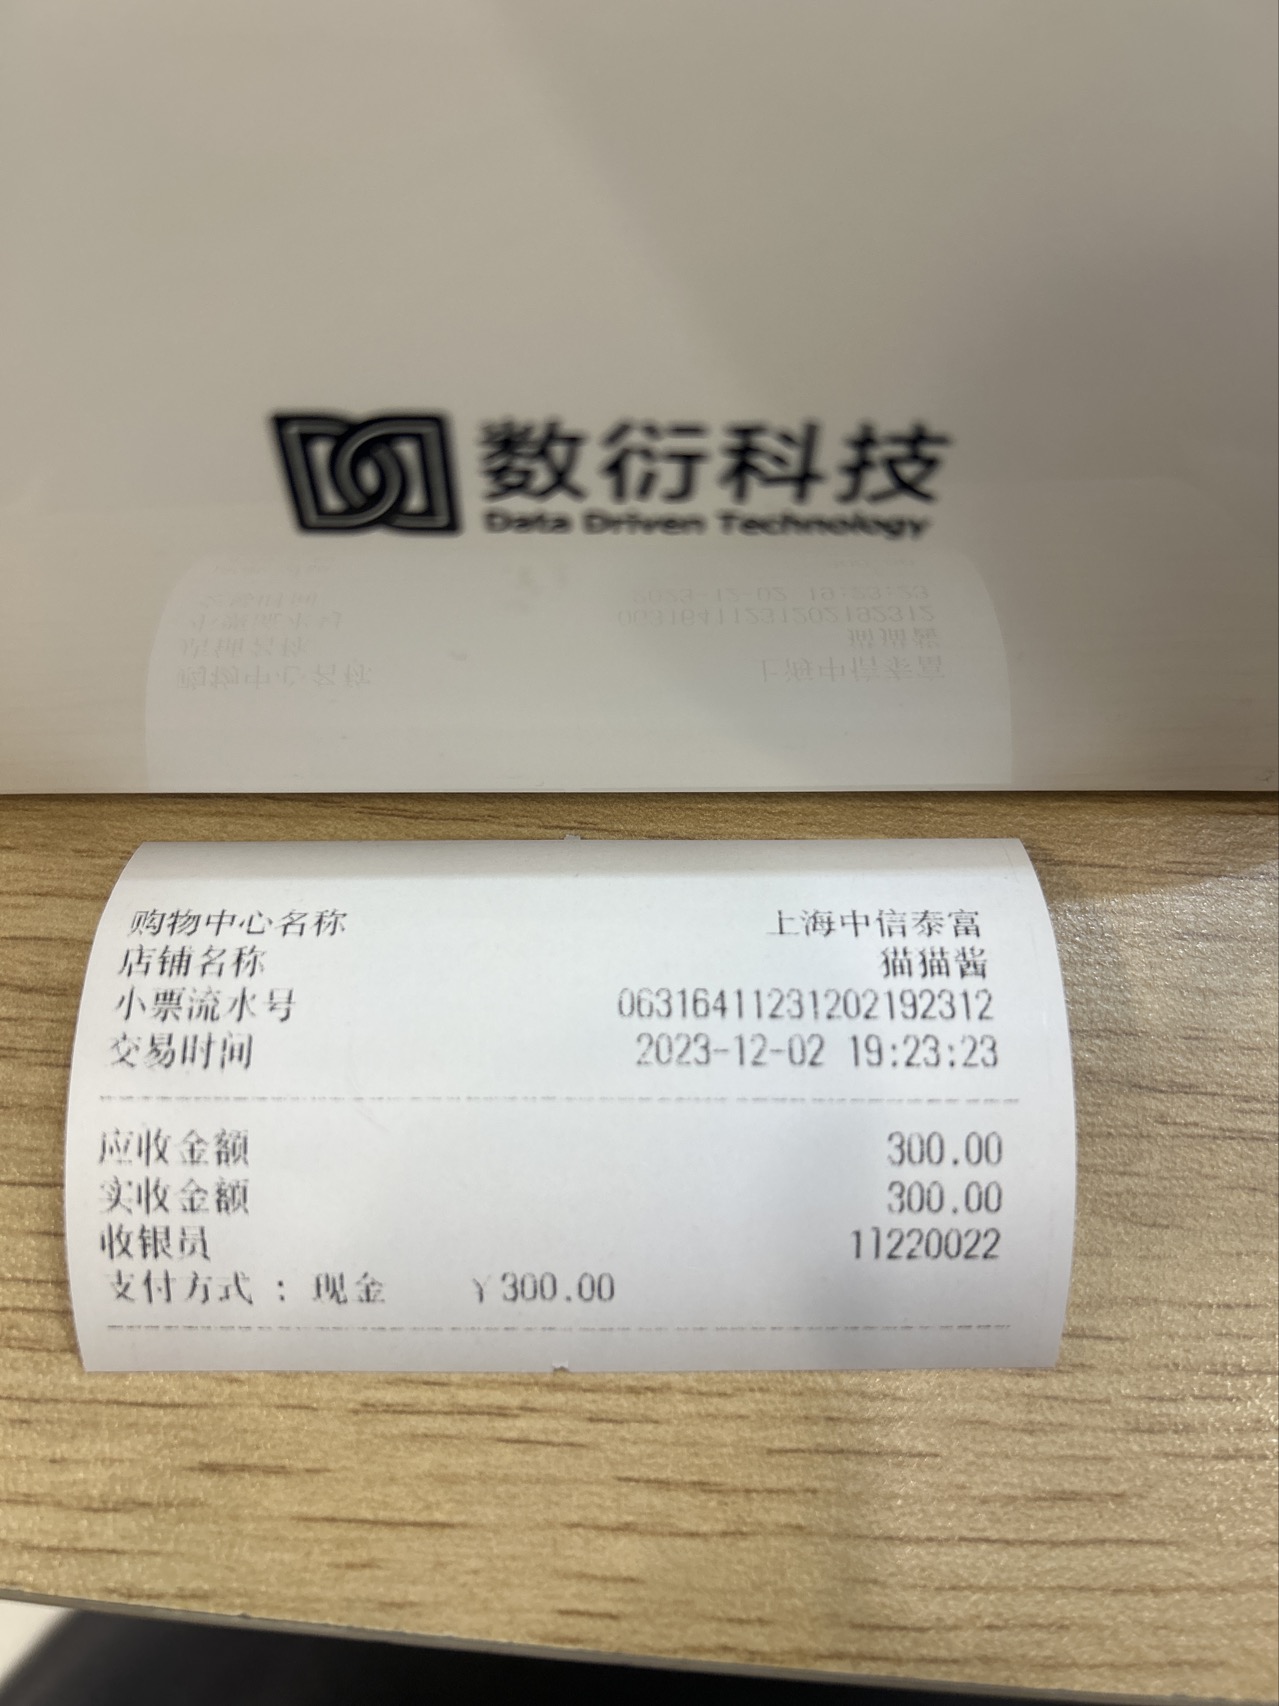 数衍科技
Data Driven Technology
购物中心名称 上海中信泰富
店铺名称 猫猫酱
小票流水号 06316411231202192312
交易时间 2023-12-02 19:23:23
应收金额 300.00
实收金额 300.00
收银员 11220022
支付方式 : 现金 ￥300.00